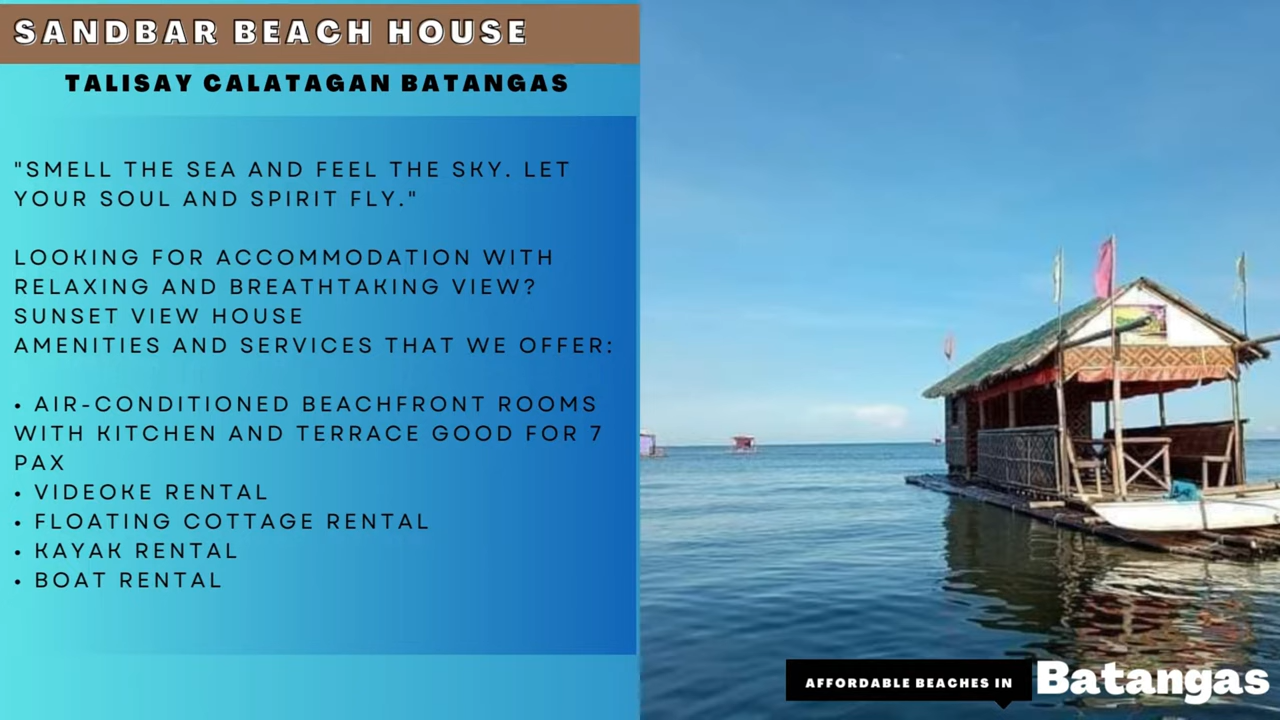 SANDBAR BEACH HOUSE
TALISAY CALATAGAN BATANGAS
"SMELL THE SEA AND FEEL THE SKY. LET
YOUR SOUL AND SPIRIT FLY."
LOOKING FOR ACCOMMODATION WITH
RELAXING AND BREATHTAKING VIEW?
SUNSET VIEW HOUSE
AMENITIES AND SERVICES THAT WE OFFER:
• AIR-CONDITIONED BEACHFRONT ROOMS
WITH KITCHEN AND TERRACE GOOD FOR 7
PAX
• VIDEOKE RENTAL
• FLOATING COTTAGE RENTAL
• KAYAK RENTAL
• BOAT RENTAL
AFFORDABLE BEACHES IN
Batangas